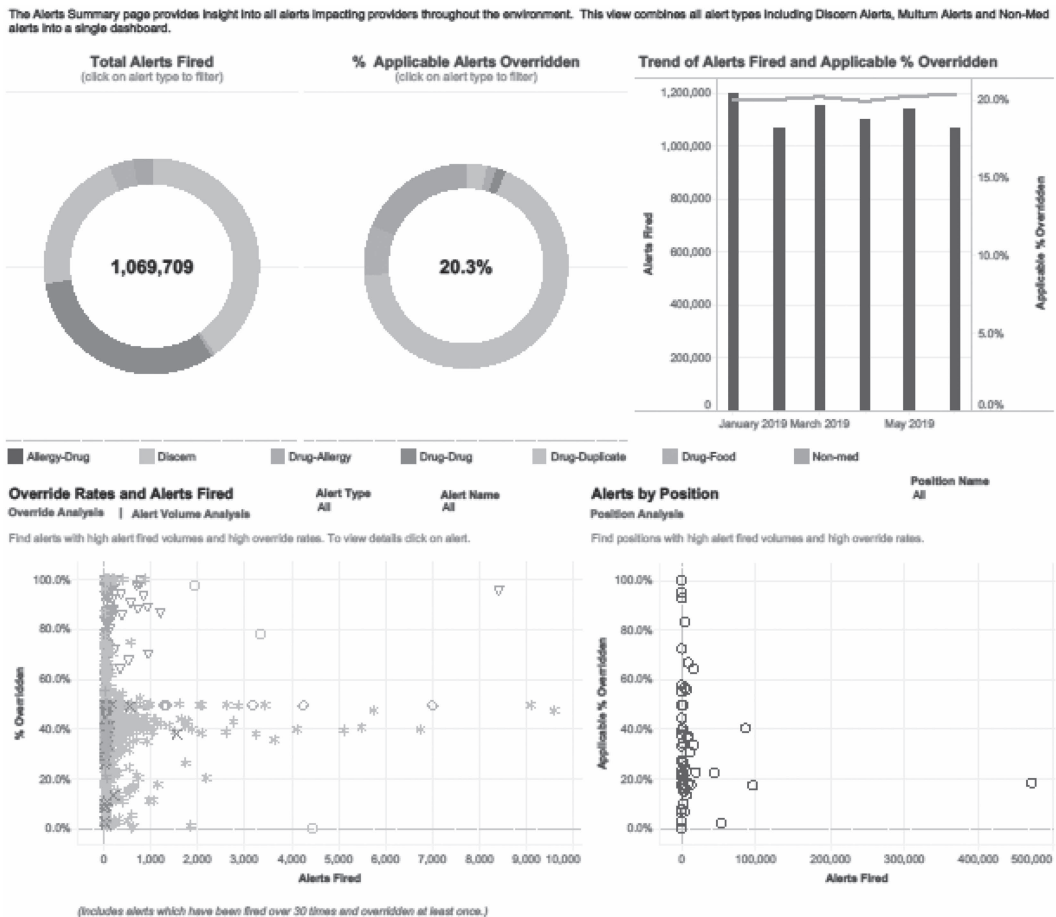 The Alerts Summary page provides insight into all alerts impacting providers throughout the environment. This view combines all alert types including Discern Alerts, Multum Alerts and Non-Med
alerts into a single dashboard.
Total Alerts Fired
(click on alert type to filter)
1,069,709
% Applicable Alerts Overridden
(click on alert type to filter)
20.3%
Trend of Alerts Fired and Applicable % Overridden
Alerts Fired
1,200,000
1,000,000
800,000
600,000
400,000
200,000
0
20.0%
15.0%
10.0%
5.0%
0.0%
Applicable % Overridden
January 2019 March 2019 May 2019
Allergy-Drug Discern Drug-Allergy Drug-Drug Drug-Duplicate Drug-Food Non-med
Override Rates and Alerts Fired
Override Analysis | Alert Volume Analysis
Alert Type
All
Alert Name
All
Find alerts with high alert fired volumes and high override rates. To view details click on alert.
% Overridden
100.0%
80.0%
60.0%
40.0%
20.0%
0.0%
0 1,000 2,000 3,000 4,000 5,000 6,000 7,000 8,000 9,000 10,000
Alerts Fired
(Includes alerts which have been fired over 30 times and overridden at least once.)
Alerts by Position
Position Analysis
Position Name
All
Find positions with high alert fired volumes and high override rates.
Applicable % Overridden
100.0%
80.0%
60.0%
40.0%
20.0%
0.0%
0 100,000 200,000 300,000 400,000 500,000
Alerts Fired